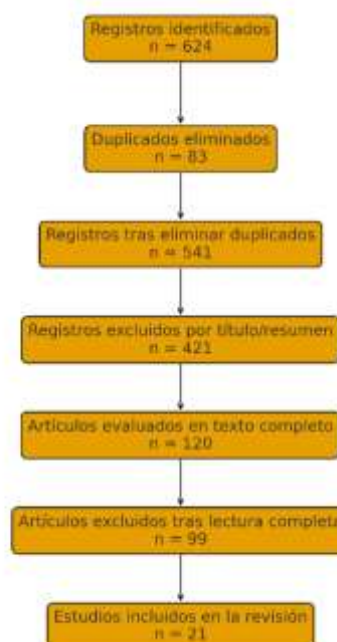 Registros identificados
n = 624
Duplicados eliminados
n = 83
Registros tras eliminar duplicados
n = 541
Registros excluidos por título/resumen
n = 421
Artículos evaluados en texto completo
n = 120
Artículos excluidos tras lectura completa
n = 99
Estudios incluidos en la revisión
n = 21